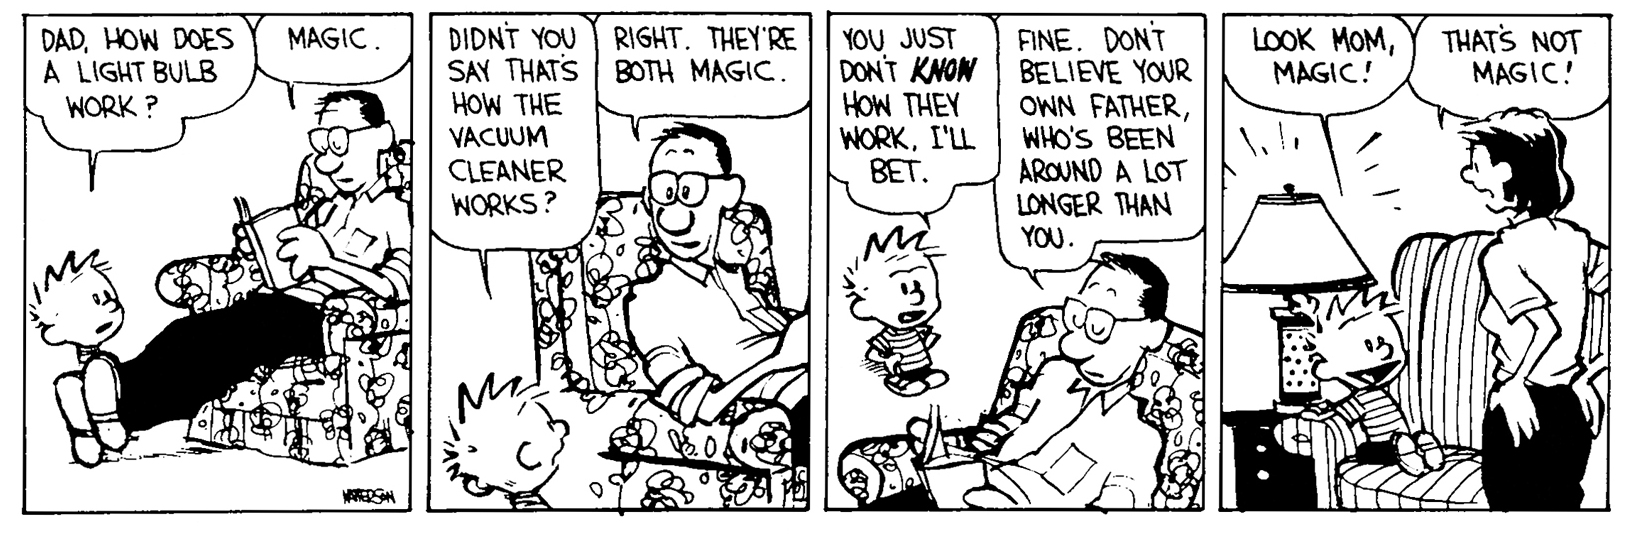 DAD, HOW DOES
A LIGHT BULB
WORK?
MAGIC.
DIDN'T YOU
SAY THAT'S
HOW THE
VACUUM
CLEANER
WORKS?
RIGHT. THEY'RE
BOTH MAGIC.
YOU JUST
DON'T KNOW
HOW THEY
WORK, I'LL
BET.
FINE. DON'T
BELIEVE YOUR
OWN FATHER,
WHO'S BEEN
AROUND A LOT
LONGER THAN
YOU.
LOOK MOM,
MAGIC!
THAT'S NOT
MAGIC!
WATTERSON